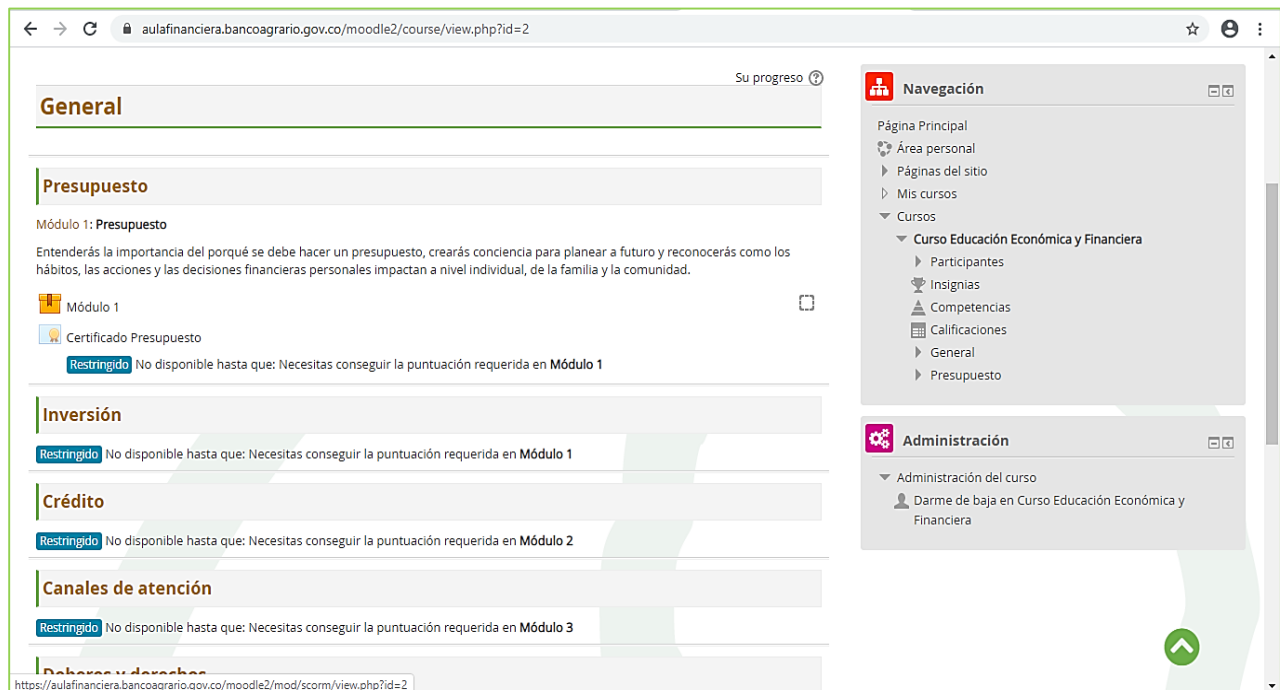 aulafinanciera.bancoagrario.gov.co/moodle2/course/view.php?id=2
Su progreso
General
Presupuesto
Módulo 1: Presupuesto
Entenderás la importancia del porqué se debe hacer un presupuesto, crearás conciencia para planear a futuro y reconocerás como los
hábitos, las acciones y las decisiones financieras personales impactan a nivel individual, de la familia y la comunidad.
Módulo 1
Certificado Presupuesto
Restringido No disponible hasta que: Necesitas conseguir la puntuación requerida en Módulo 1
Inversión
Restringido No disponible hasta que: Necesitas conseguir la puntuación requerida en Módulo 1
Crédito
Restringido No disponible hasta que: Necesitas conseguir la puntuación requerida en Módulo 2
Canales de atención
Restringido No disponible hasta que: Necesitas conseguir la puntuación requerida en Módulo 3
Deberes y derechos
https://aulafinanciera.bancoagrario.gov.co/moodle2/mod/scorm/view.php?id=2
Navegación
Página Principal
Área personal
Páginas del sitio
Mis cursos
Cursos
Curso Educación Económica y Financiera
Participantes
Insignias
Competencias
Calificaciones
General
Presupuesto
Administración
Administración del curso
Darme de baja en Curso Educación Económica y
Financiera